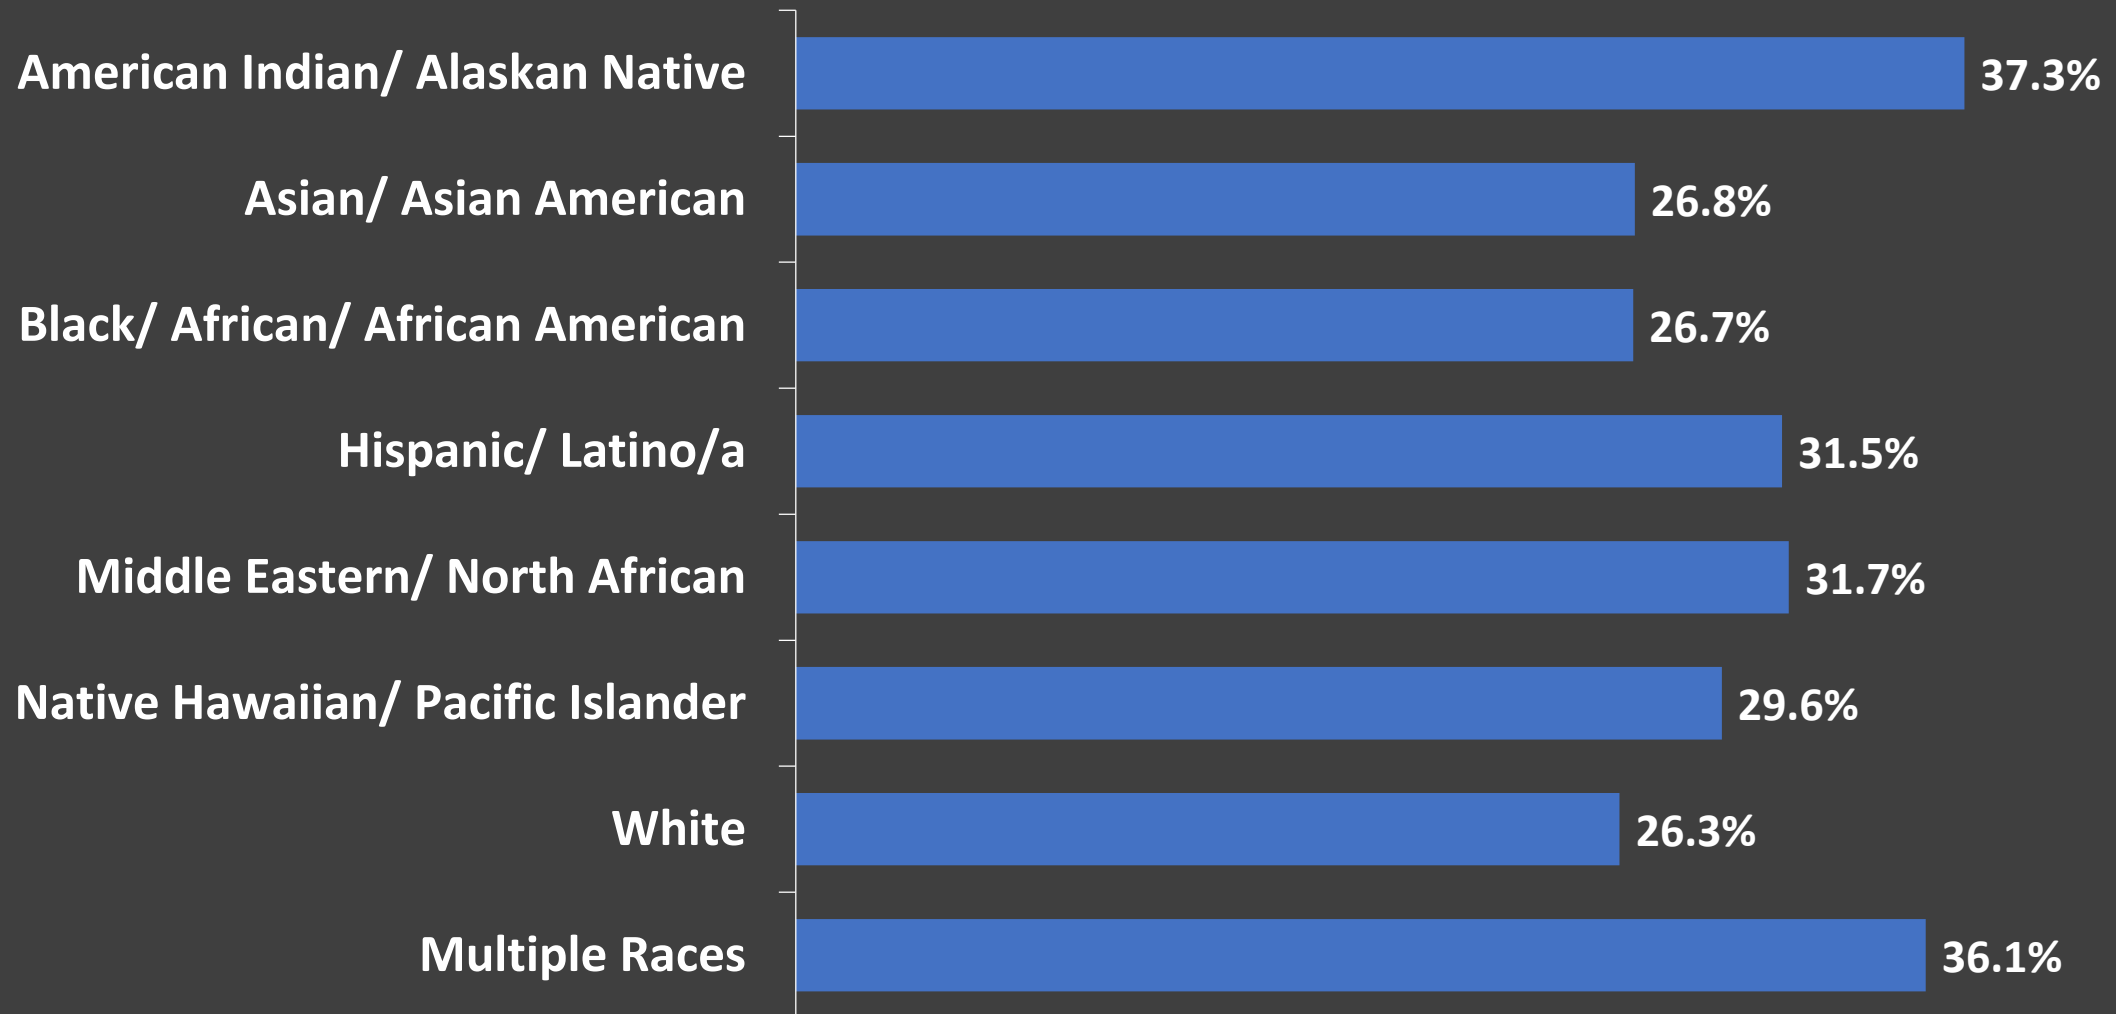 American Indian/ Alaskan Native 37.3%
Asian/ Asian American 26.8%
Black/ African/ African American 26.7%
Hispanic/ Latino/a 31.5%
Middle Eastern/ North African 31.7%
Native Hawaiian/ Pacific Islander 29.6%
White 26.3%
Multiple Races 36.1%